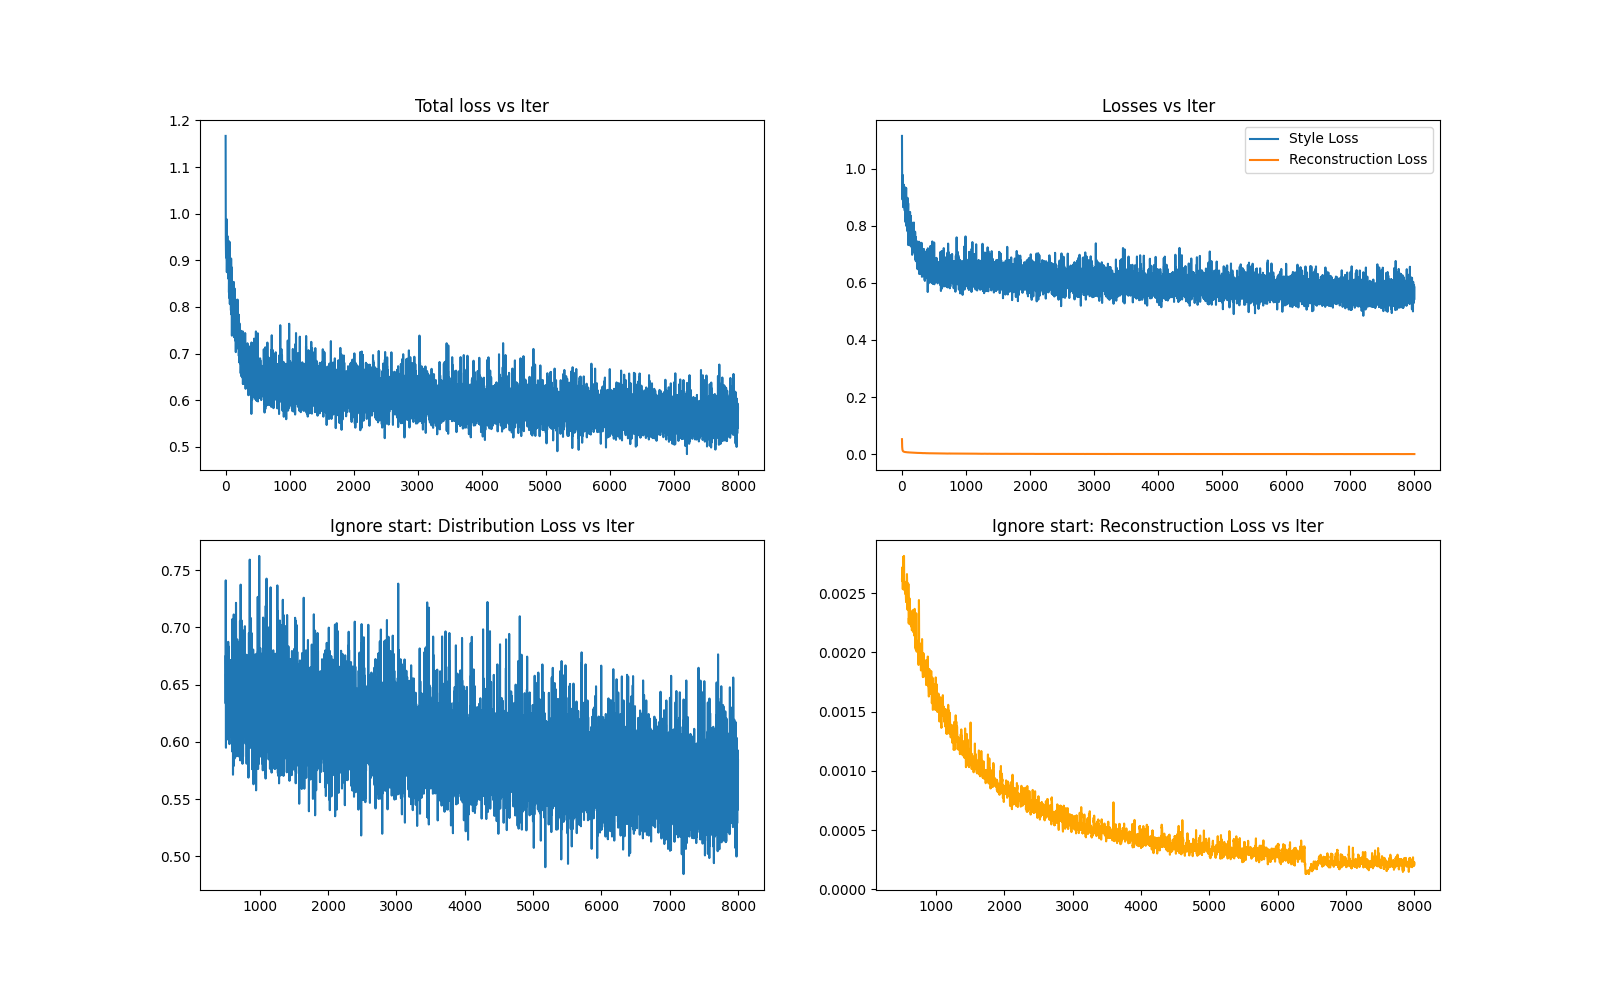 Total loss vs Iter
1.2
1.1
1.0
0.9
0.8
0.7
0.6
0.5
0 1000 2000 3000 4000 5000 6000 7000 8000
Losses vs Iter
Style Loss
Reconstruction Loss
1.0
0.8
0.6
0.4
0.2
0.0
0 1000 2000 3000 4000 5000 6000 7000 8000
Ignore start: Distribution Loss vs Iter
0.75
0.70
0.65
0.60
0.55
0.50
1000 2000 3000 4000 5000 6000 7000 8000
Ignore start: Reconstruction Loss vs Iter
0.0025
0.0020
0.0015
0.0010
0.0005
0.0000
1000 2000 3000 4000 5000 6000 7000 8000